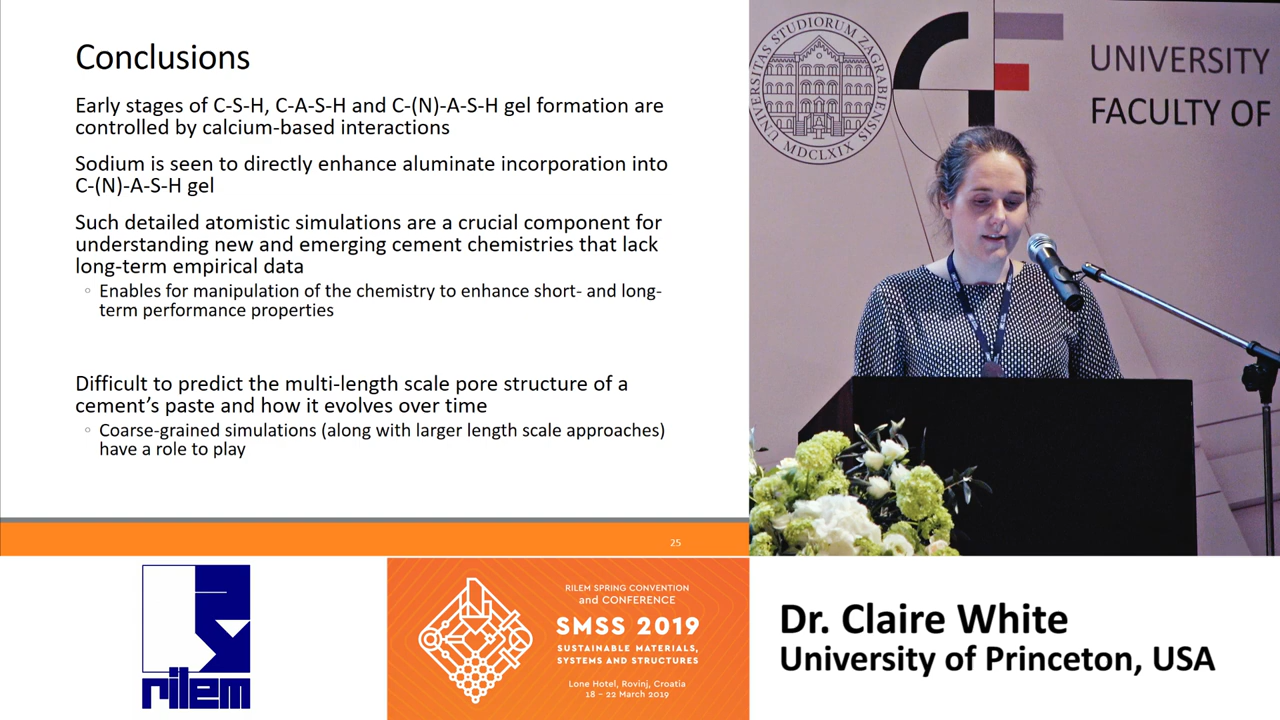 Conclusions
Early stages of C-S-H, C-A-S-H and C-(N)-A-S-H gel formation are
controlled by calcium-based interactions
Sodium is seen to directly enhance aluminate incorporation into
C-(N)-A-S-H gel
Such detailed atomistic simulations are a crucial component for
understanding new and emerging cement chemistries that lack
long-term empirical data
◦ Enables for manipulation of the chemistry to enhance short- and long-
term performance properties
Difficult to predict the multi-length scale pore structure of a
cement’s paste and how it evolves over time
◦ Coarse-grained simulations (along with larger length scale approaches)
have a role to play
25
UNIVERSITAS STUDIORUM ZAGRABIENSIS
MDCLXIX
UNIVERSITY
FACULTY OF
rilem
RILEM SPRING CONVENTION
and CONFERENCE
SMSS 2019
SUSTAINABLE MATERIALS,
SYSTEMS AND STRUCTURES
Lone Hotel, Rovinj, Croatia
18 – 22 March 2019
Dr. Claire White
University of Princeton, USA